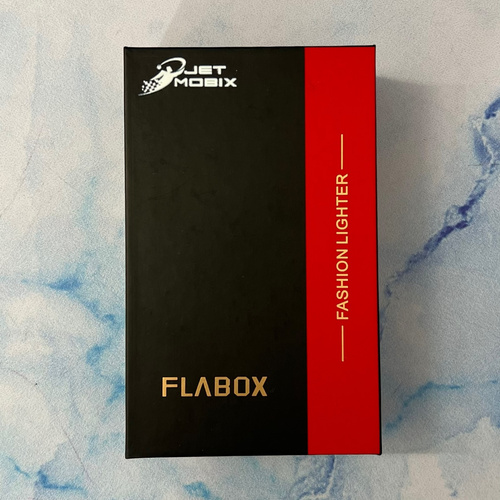 JET
MOBIX
FASHION LIGHTER
FLABOX